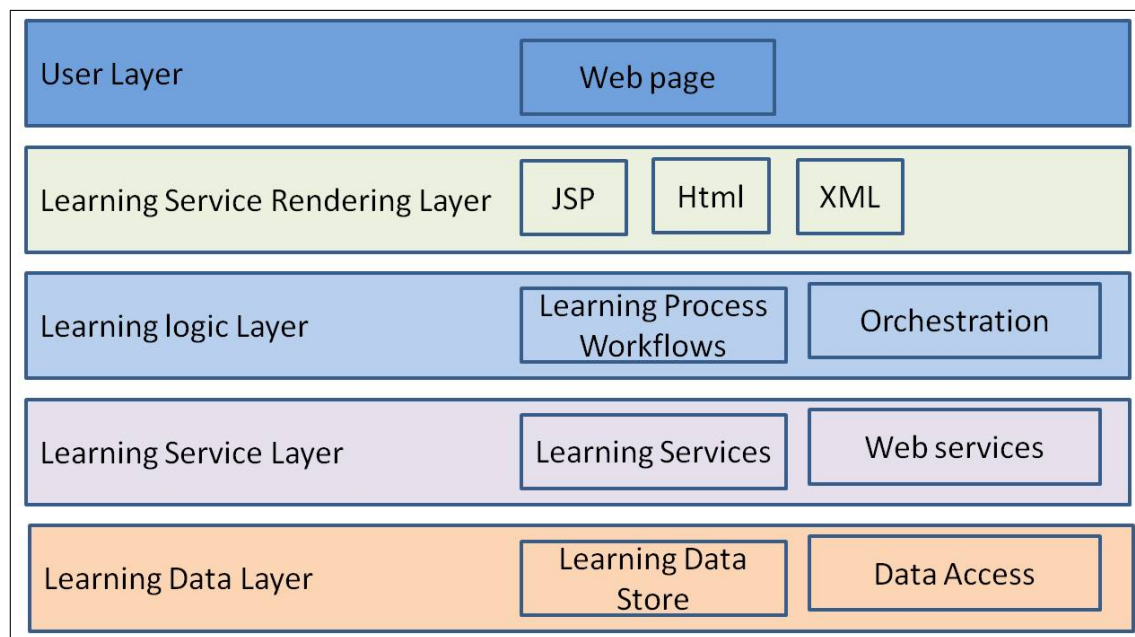 User Layer
Web page
Learning Service Rendering Layer
JSP
Html
XML
Learning logic Layer
Learning Process
Workflows
Orchestration
Learning Service Layer
Learning Services
Web services
Learning Data Layer
Learning Data
Store
Data Access